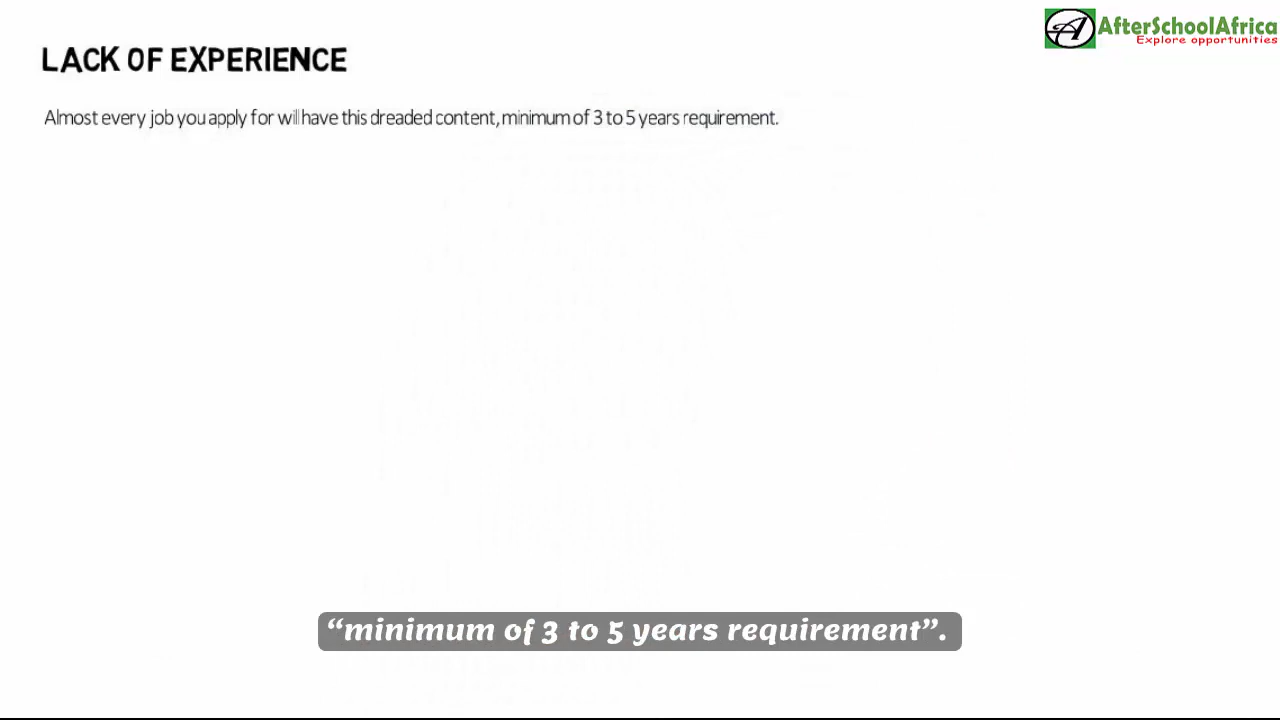 AfterSchoolAfrica
Explore opportunities
LACK OF EXPERIENCE
Almost every job you apply for will have this dreaded content, minimum of 3 to 5 years requirement.
“minimum of 3 to 5 years requirement”.